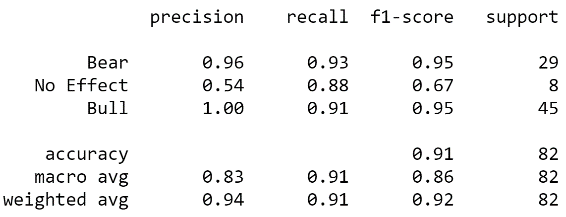 precision recall f1-score support
Bear 0.96 0.93 0.95 29
No Effect 0.54 0.88 0.67 8
Bull 1.00 0.91 0.95 45
accuracy 0.91 82
macro avg 0.83 0.91 0.86 82
weighted avg 0.94 0.91 0.92 82